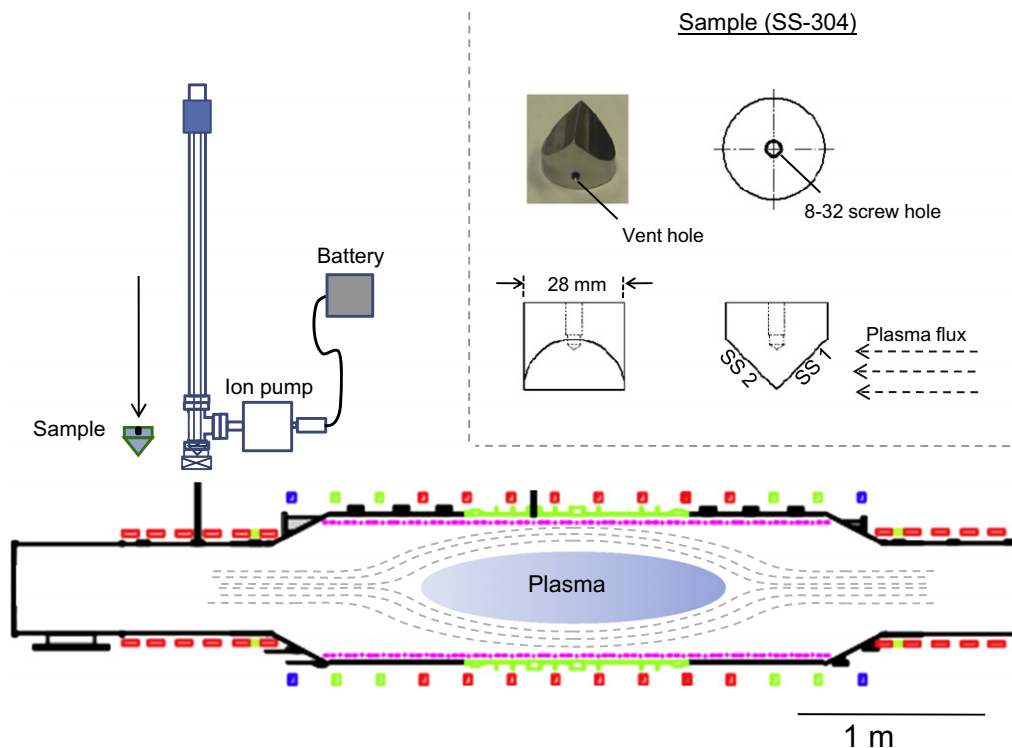 Sample (SS-304)
Vent hole
8-32 screw hole
Battery
28 mm
Plasma flux
SS 2
SS 1
Ion pump
Sample
Plasma
1 m